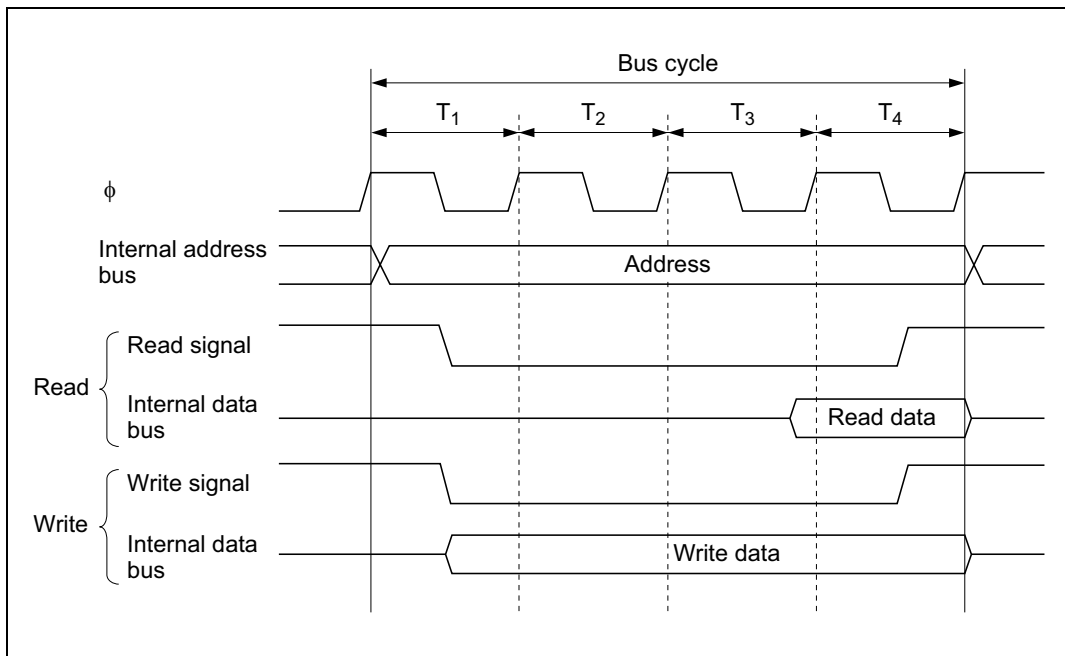 Bus cycle
T1 T2 T3 T4
ϕ
Internal address
bus
Address
Read
Read signal
Internal data
bus
Read data
Write
Write signal
Internal data
bus
Write data